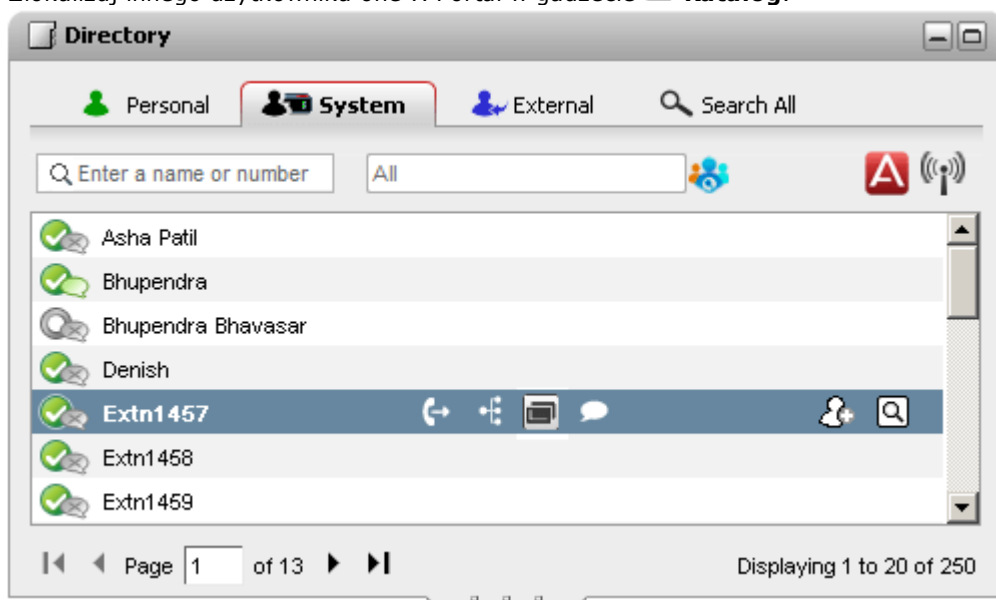 Directory
Personal System External Search All
Enter a name or number All
Asha Patil
Bhupendra
Bhupendra Bhavasar
Denish
Extn1457
Extn1458
Extn1459
Page 1 of 13 Displaying 1 to 20 of 250